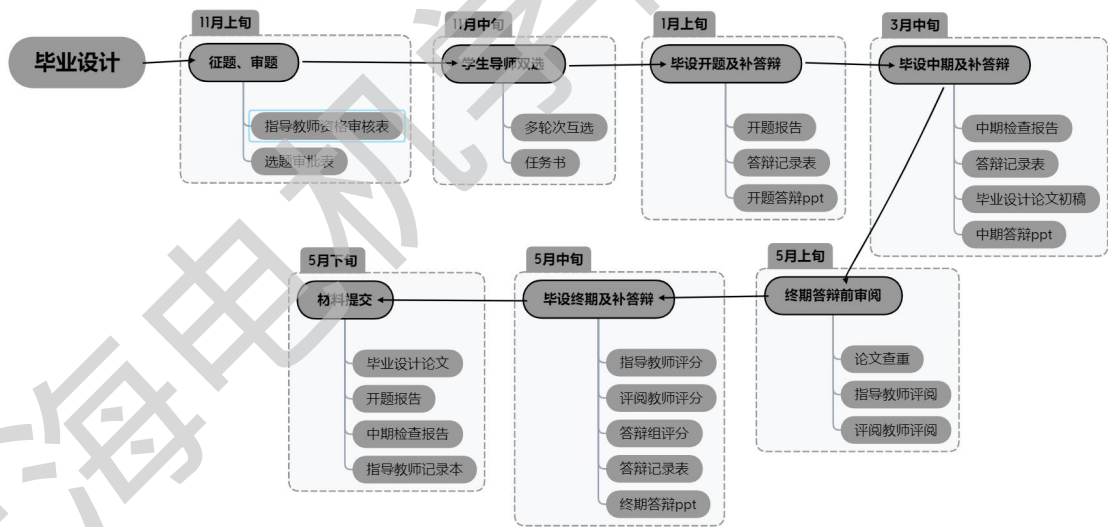 毕业设计
11月上旬
征题、审题
指导教师资格审核表
选题审批表
11月中旬
学生导师双选
多轮次互选
任务书
1月上旬
毕设开题及补答辩
开题报告
答辩记录表
开题答辩ppt
3月中旬
毕设中期及补答辩
中期检查报告
答辩记录表
毕业设计论文初稿
中期答辩ppt
5月上旬
终期答辩前审阅
论文查重
指导教师评阅
评阅教师评阅
5月中旬
毕设终期及补答辩
指导教师评分
评阅教师评分
答辩组评分
答辩记录表
终期答辩ppt
5月下旬
材料提交
毕业设计论文
开题报告
中期检查报告
指导教师记录本
海电机学